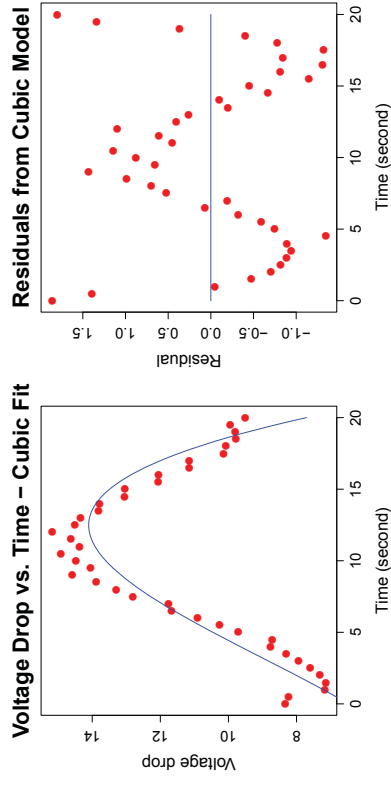 Voltage Drop vs. Time − Cubic Fit
Voltage drop
14
12
10
8
0 5 10 15 20
Time (second)
Residuals from Cubic Model
Residual
1.5
1.0
0.5
0.0
−0.5
−1.0
0 5 10 15 20
Time (second)